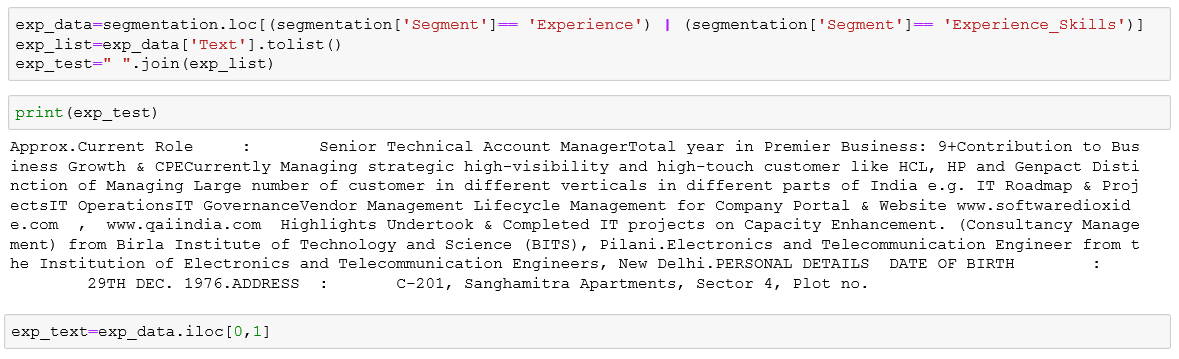 exp_data=segmentation.loc[(segmentation['Segment']== 'Experience') | (segmentation['Segment']== 'Experience_Skills')]
exp_list=exp_data['Text'].tolist()
exp_test=" ".join(exp_list)
print(exp_test)
Approx.Current Role     :       Senior Technical Account ManagerTotal year in Premier Business: 9+Contribution to Bus
iness Growth & CPECurrently Managing strategic high-visibility and high-touch customer like HCL, HP and Genpact Disti
nction of Managing Large number of customer in different verticals in different parts of India e.g. IT Roadmap & Proj
ectsIT OperationsIT GovernanceVendor Management Lifecycle Management for Company Portal & Website www.softwaredioxid
e.com  ,  www.qaiindia.com  Highlights Undertook & Completed IT projects on Capacity Enhancement. (Consultancy Manage
ment) from Birla Institute of Technology and Science (BITS), Pilani.Electronics and Telecommunication Engineer from t
he Institution of Electronics and Telecommunication Engineers, New Delhi.PERSONAL DETAILS  DATE OF BIRTH        :
        29TH DEC. 1976.ADDRESS  :       C-201, Sanghamitra Apartments, Sector 4, Plot no.
exp_text=exp_data.iloc[0,1]